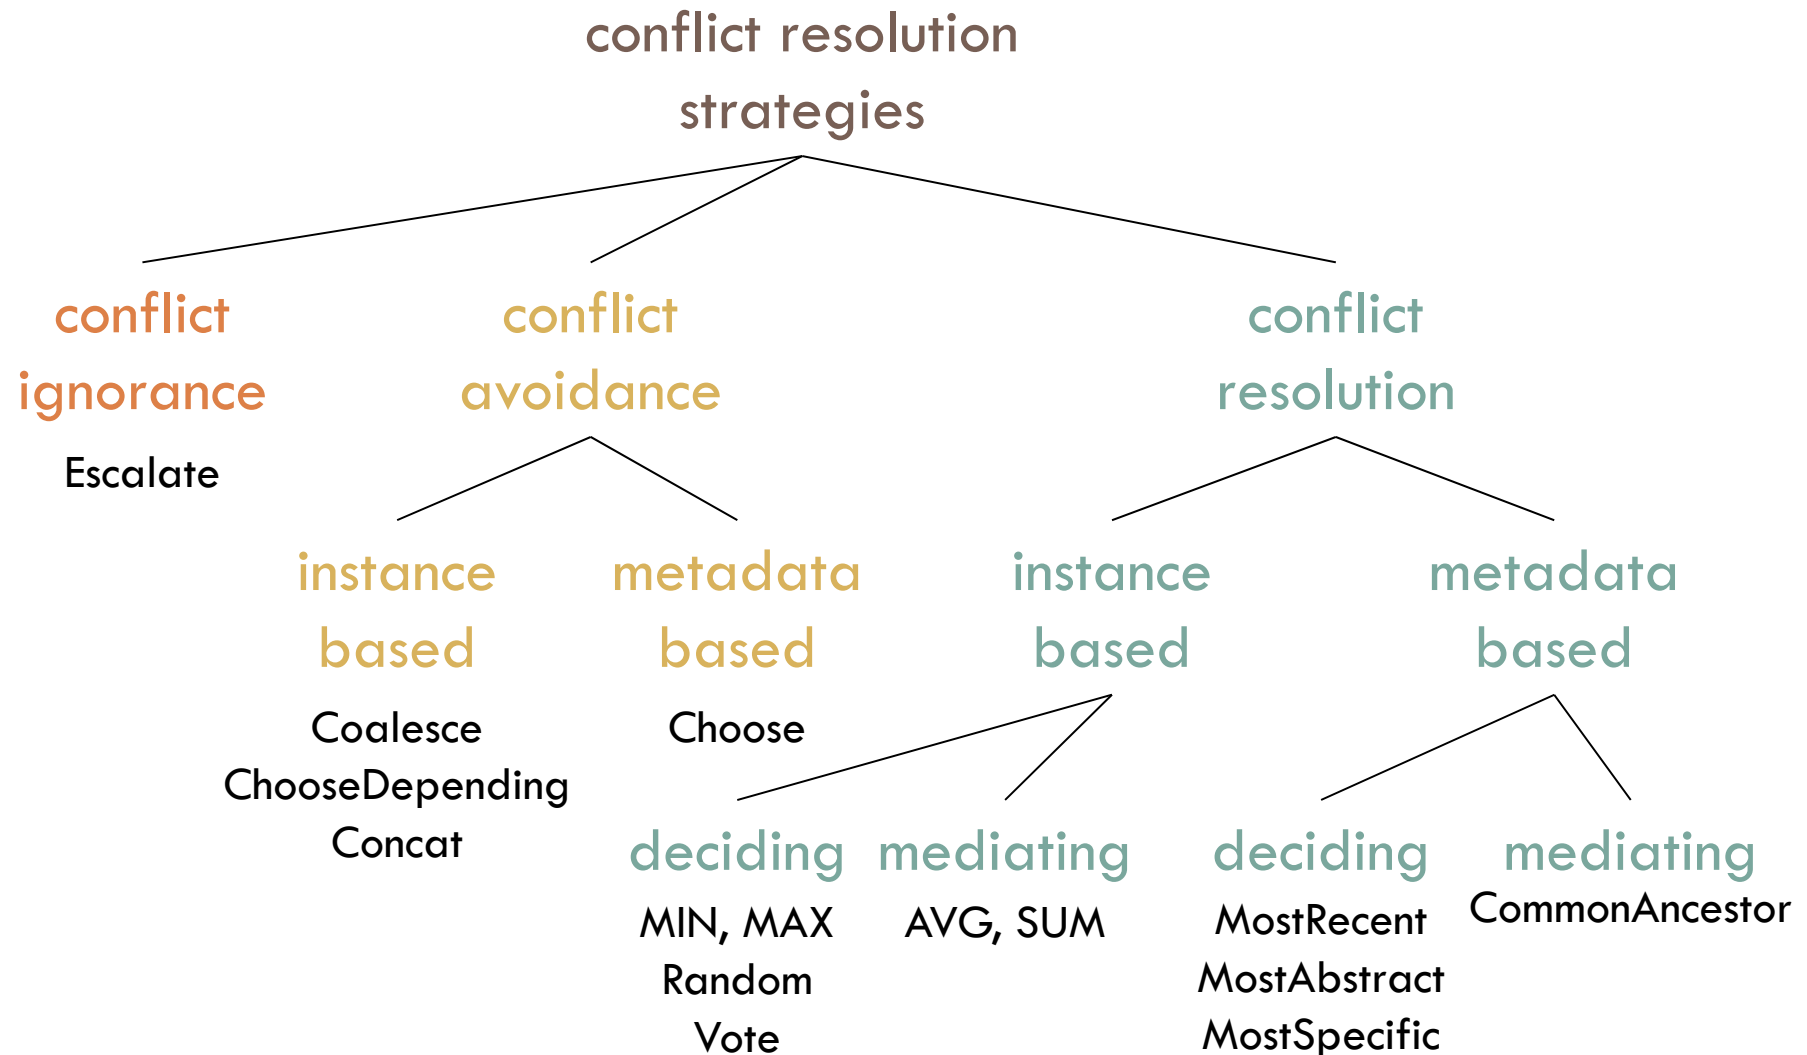 conflict resolution
strategies
conflict
ignorance
Escalate
conflict
avoidance
conflict
resolution
instance
based
Coalesce
ChooseDepending
Concat
metadata
based
Choose
instance
based
metadata
based
deciding
MIN, MAX
Random
Vote
mediating
AVG, SUM
deciding
MostRecent
MostAbstract
MostSpecific
mediating
CommonAncestor